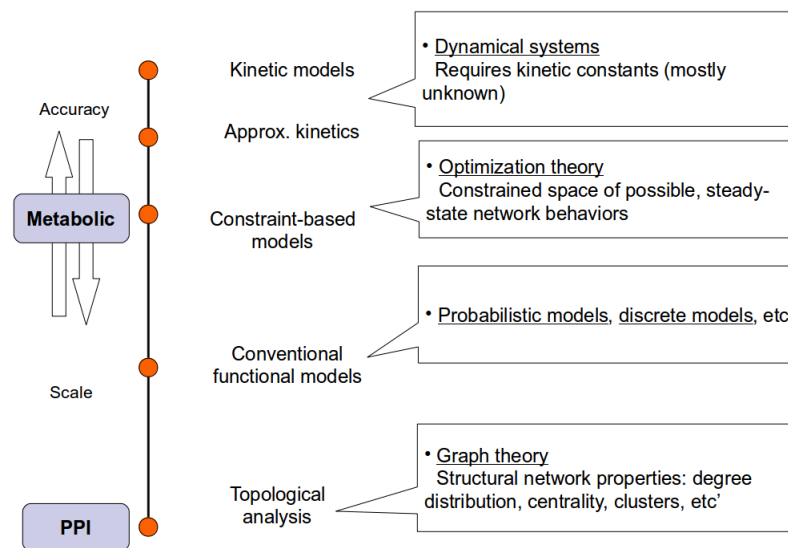 • Dynamical systems
Requires kinetic constants (mostly
unknown)
Kinetic models
Accuracy
Approx. kinetics
• Optimization theory
Constrained space of possible, steady-
state network behaviors
Metabolic
Constraint-based
models
• Probabilistic models, discrete models, etc
Conventional
functional models
Scale
• Graph theory
Structural network properties: degree
distribution, centrality, clusters, etc'
Topological
analysis
PPI